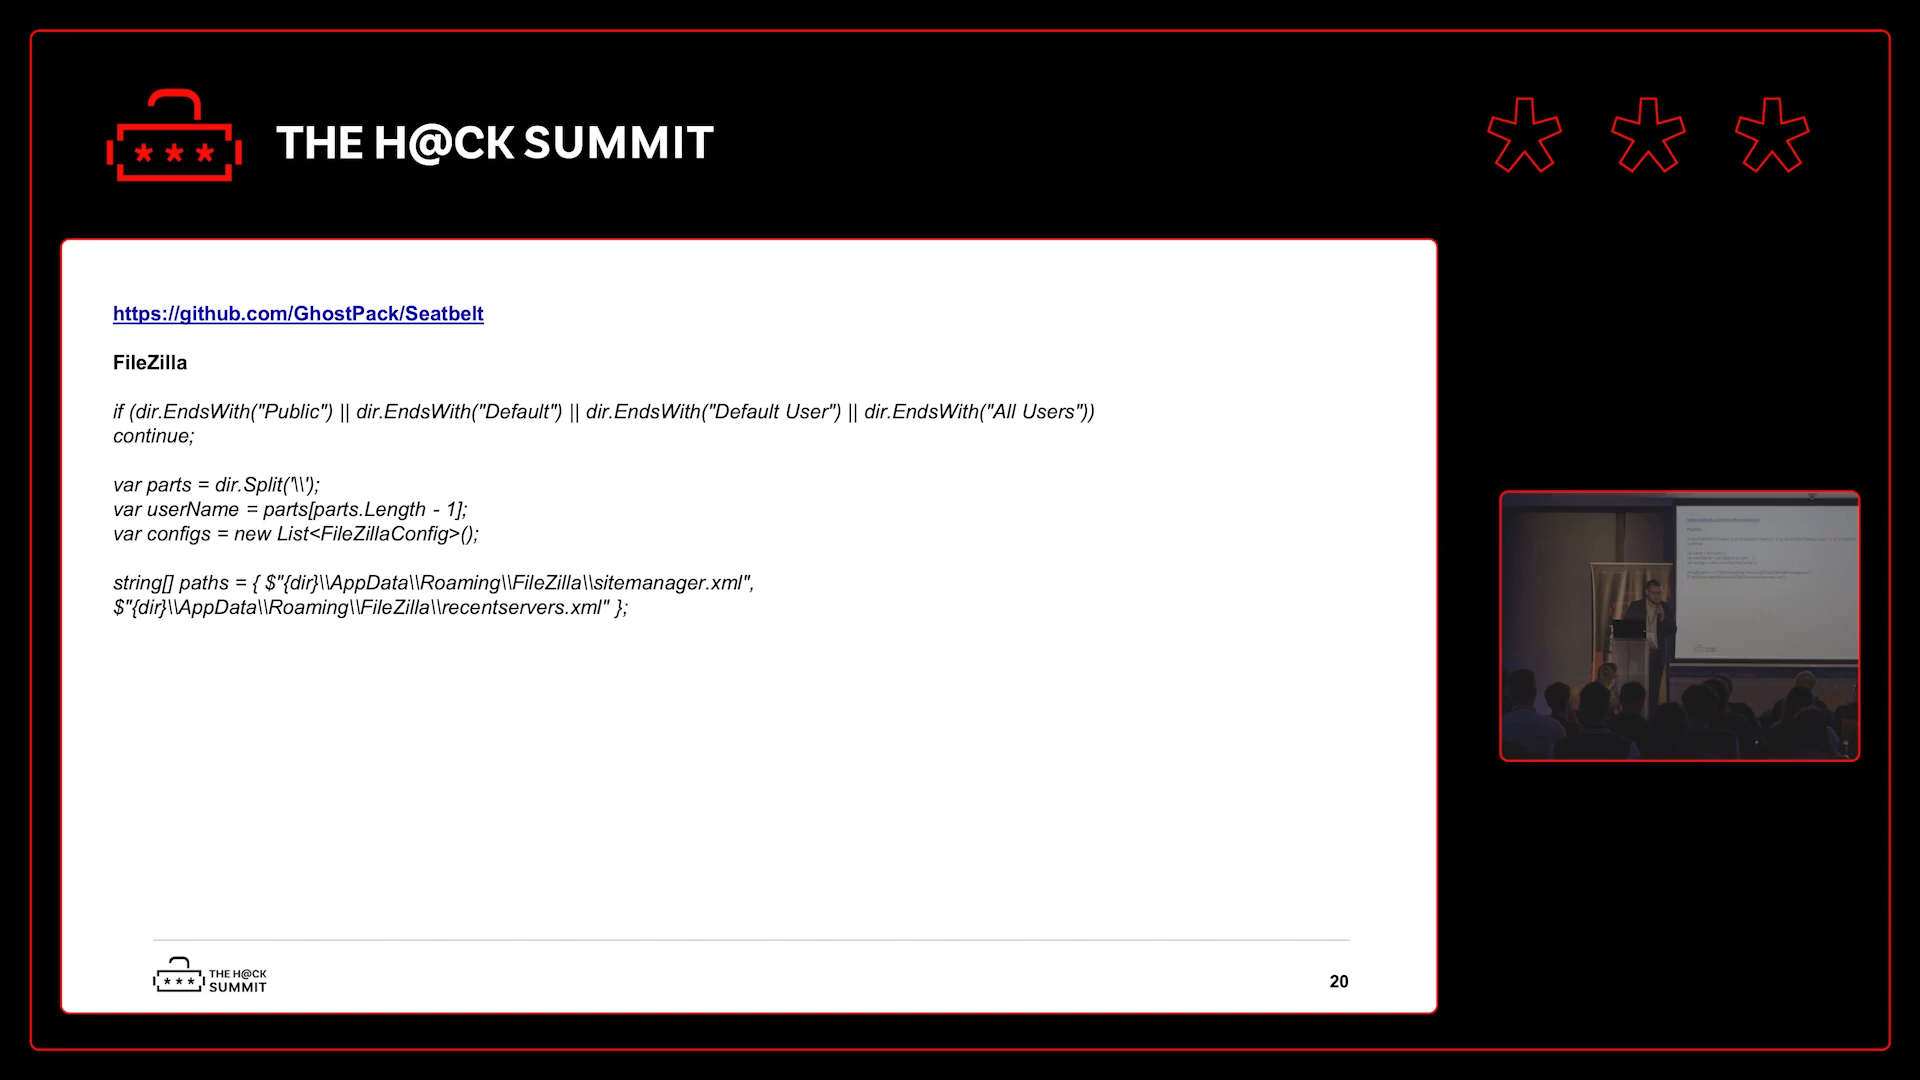 THE H@CK SUMMIT
https://github.com/GhostPack/Seatbelt
FileZilla
if (dir.EndsWith("Public") || dir.EndsWith("Default") || dir.EndsWith("Default User") || dir.EndsWith("All Users"))
continue;
var parts = dir.Split('\\');
var userName = parts[parts.Length - 1];
var configs = new List<FileZillaConfig>();
string[] paths = { $"{dir}\\AppData\\Roaming\\FileZilla\\sitemanager.xml",
$"{dir}\\AppData\\Roaming\\FileZilla\\recentservers.xml" };
THE H@CK
SUMMIT
20